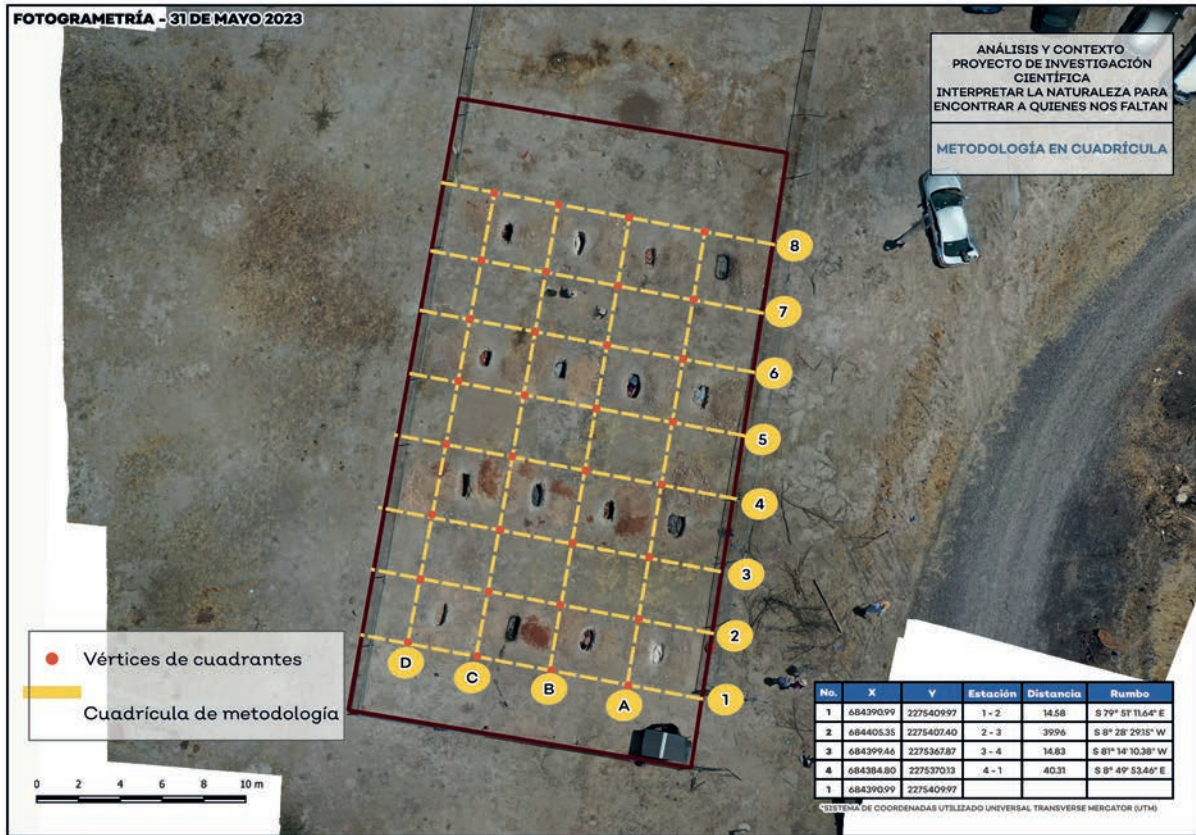 FOTOGRAMETRÍA - 31 DE MAYO 2023
ANÁLISIS Y CONTEXTO
PROYECTO DE INVESTIGACIÓN
CIENTÍFICA
INTERPRETAR LA NATURALEZA PARA
ENCONTRAR A QUIENES NOS FALTAN
METODOLOGÍA EN CUADRÍCULA
8
7
6
5
4
3
2
1
D
C
B
A
Vértices de cuadrantes
Cuadrícula de metodología
0 2 4 6 8 10 m
No. X Y Estación Distancia Rumbo
1 684390.99 2275409.97 1 - 2 14.58 S 79° 51' 11.64" E
2 684405.35 2275407.40 2 - 3 39.96 S 8° 28' 29.15" W
3 684399.46 2275367.87 3 - 4 14.83 S 81° 14' 10.38" W
4 684384.80 2275370.13 4 - 1 40.31 S 8° 49' 53.46" E
1 684390.99 2275409.97
*SISTEMA DE COORDENADAS UTILIZADO UNIVERSAL TRANSVERSE MERCATOR (UTM)